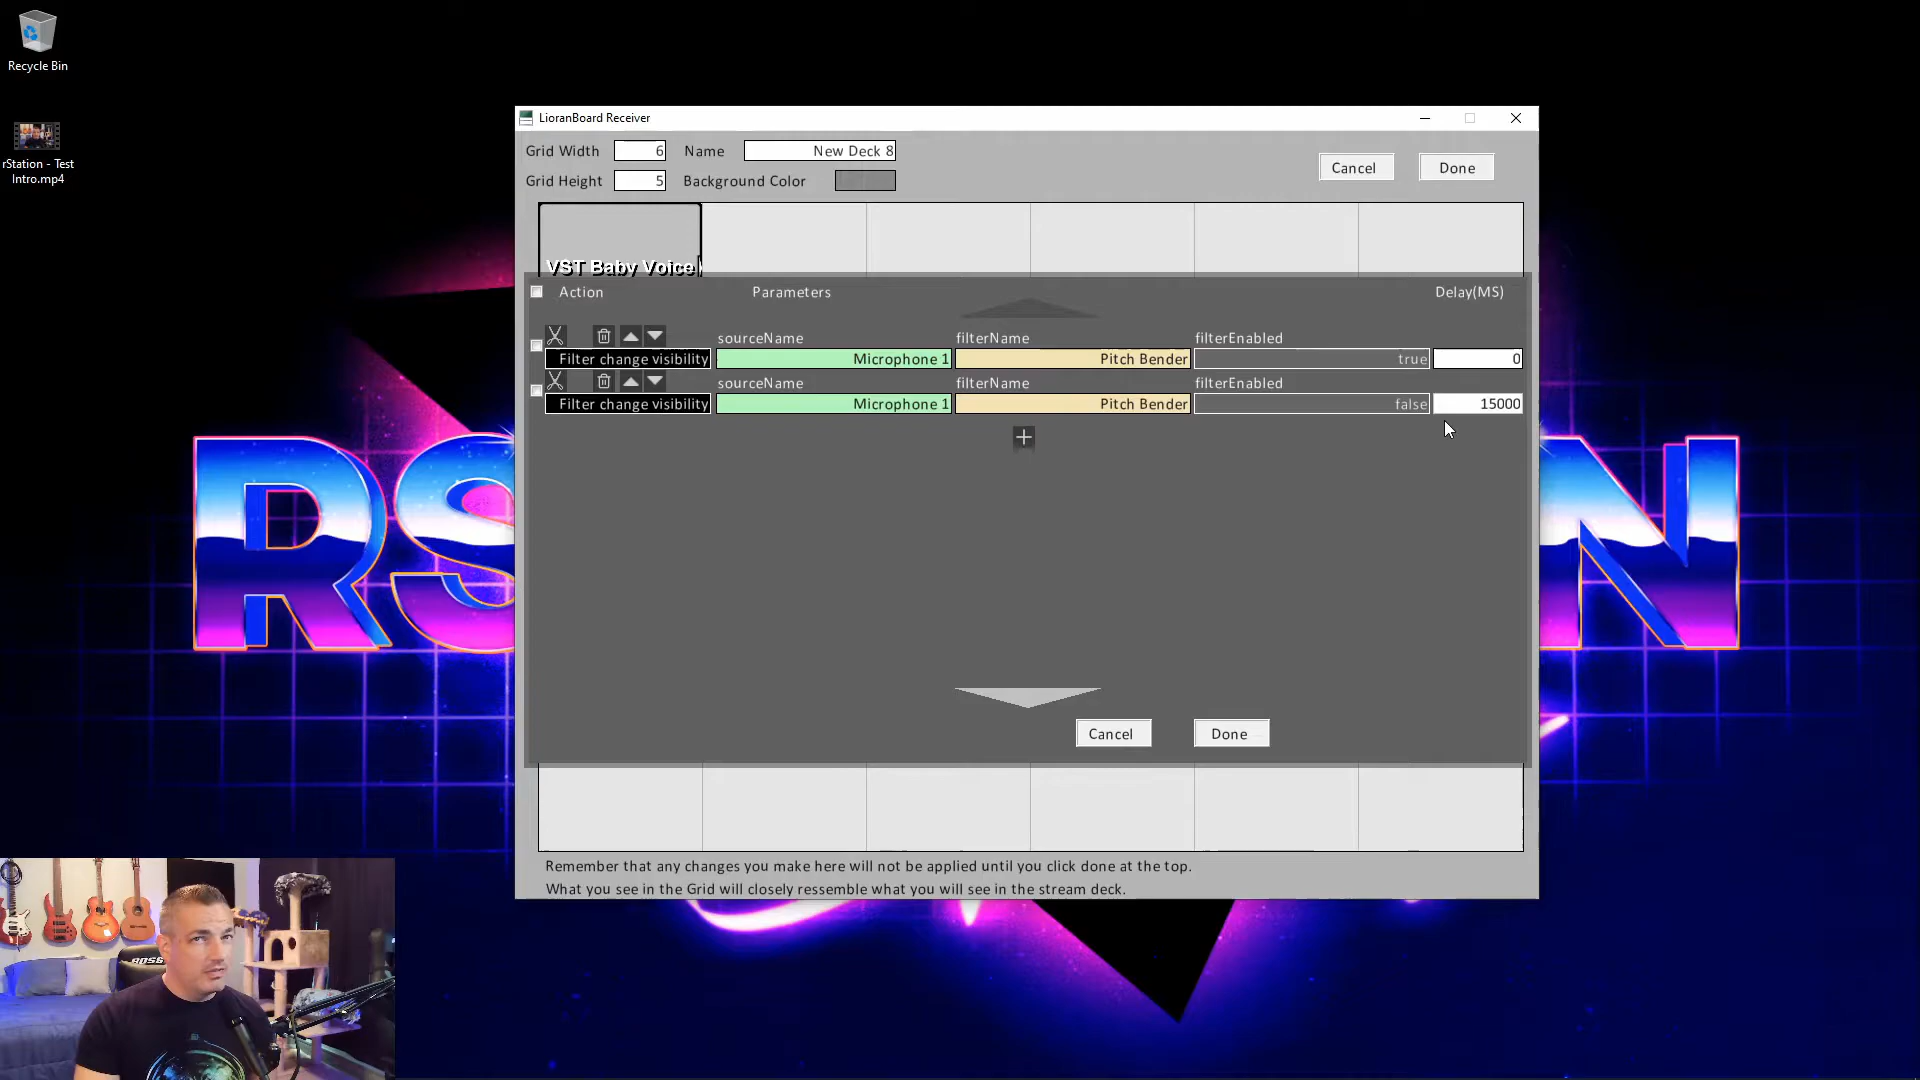 Recycle Bin
rStation - Test
Intro.mp4
LioranBoard Receiver
Grid Width 6 Name New Deck 8
Grid Height 5 Background Color
Cancel Done
VST Baby Voice
Action Parameters Delay(MS)
sourceName filterName filterEnabled
Filter change visibility Microphone 1 Pitch Bender true 0
sourceName filterName filterEnabled
Filter change visibility Microphone 1 Pitch Bender false 15000
Cancel Done
Remember that any changes you make here will not be applied until you click done at the top.
What you see in the Grid will closely ressemble what you will see in the stream deck.
RS N
BOSS